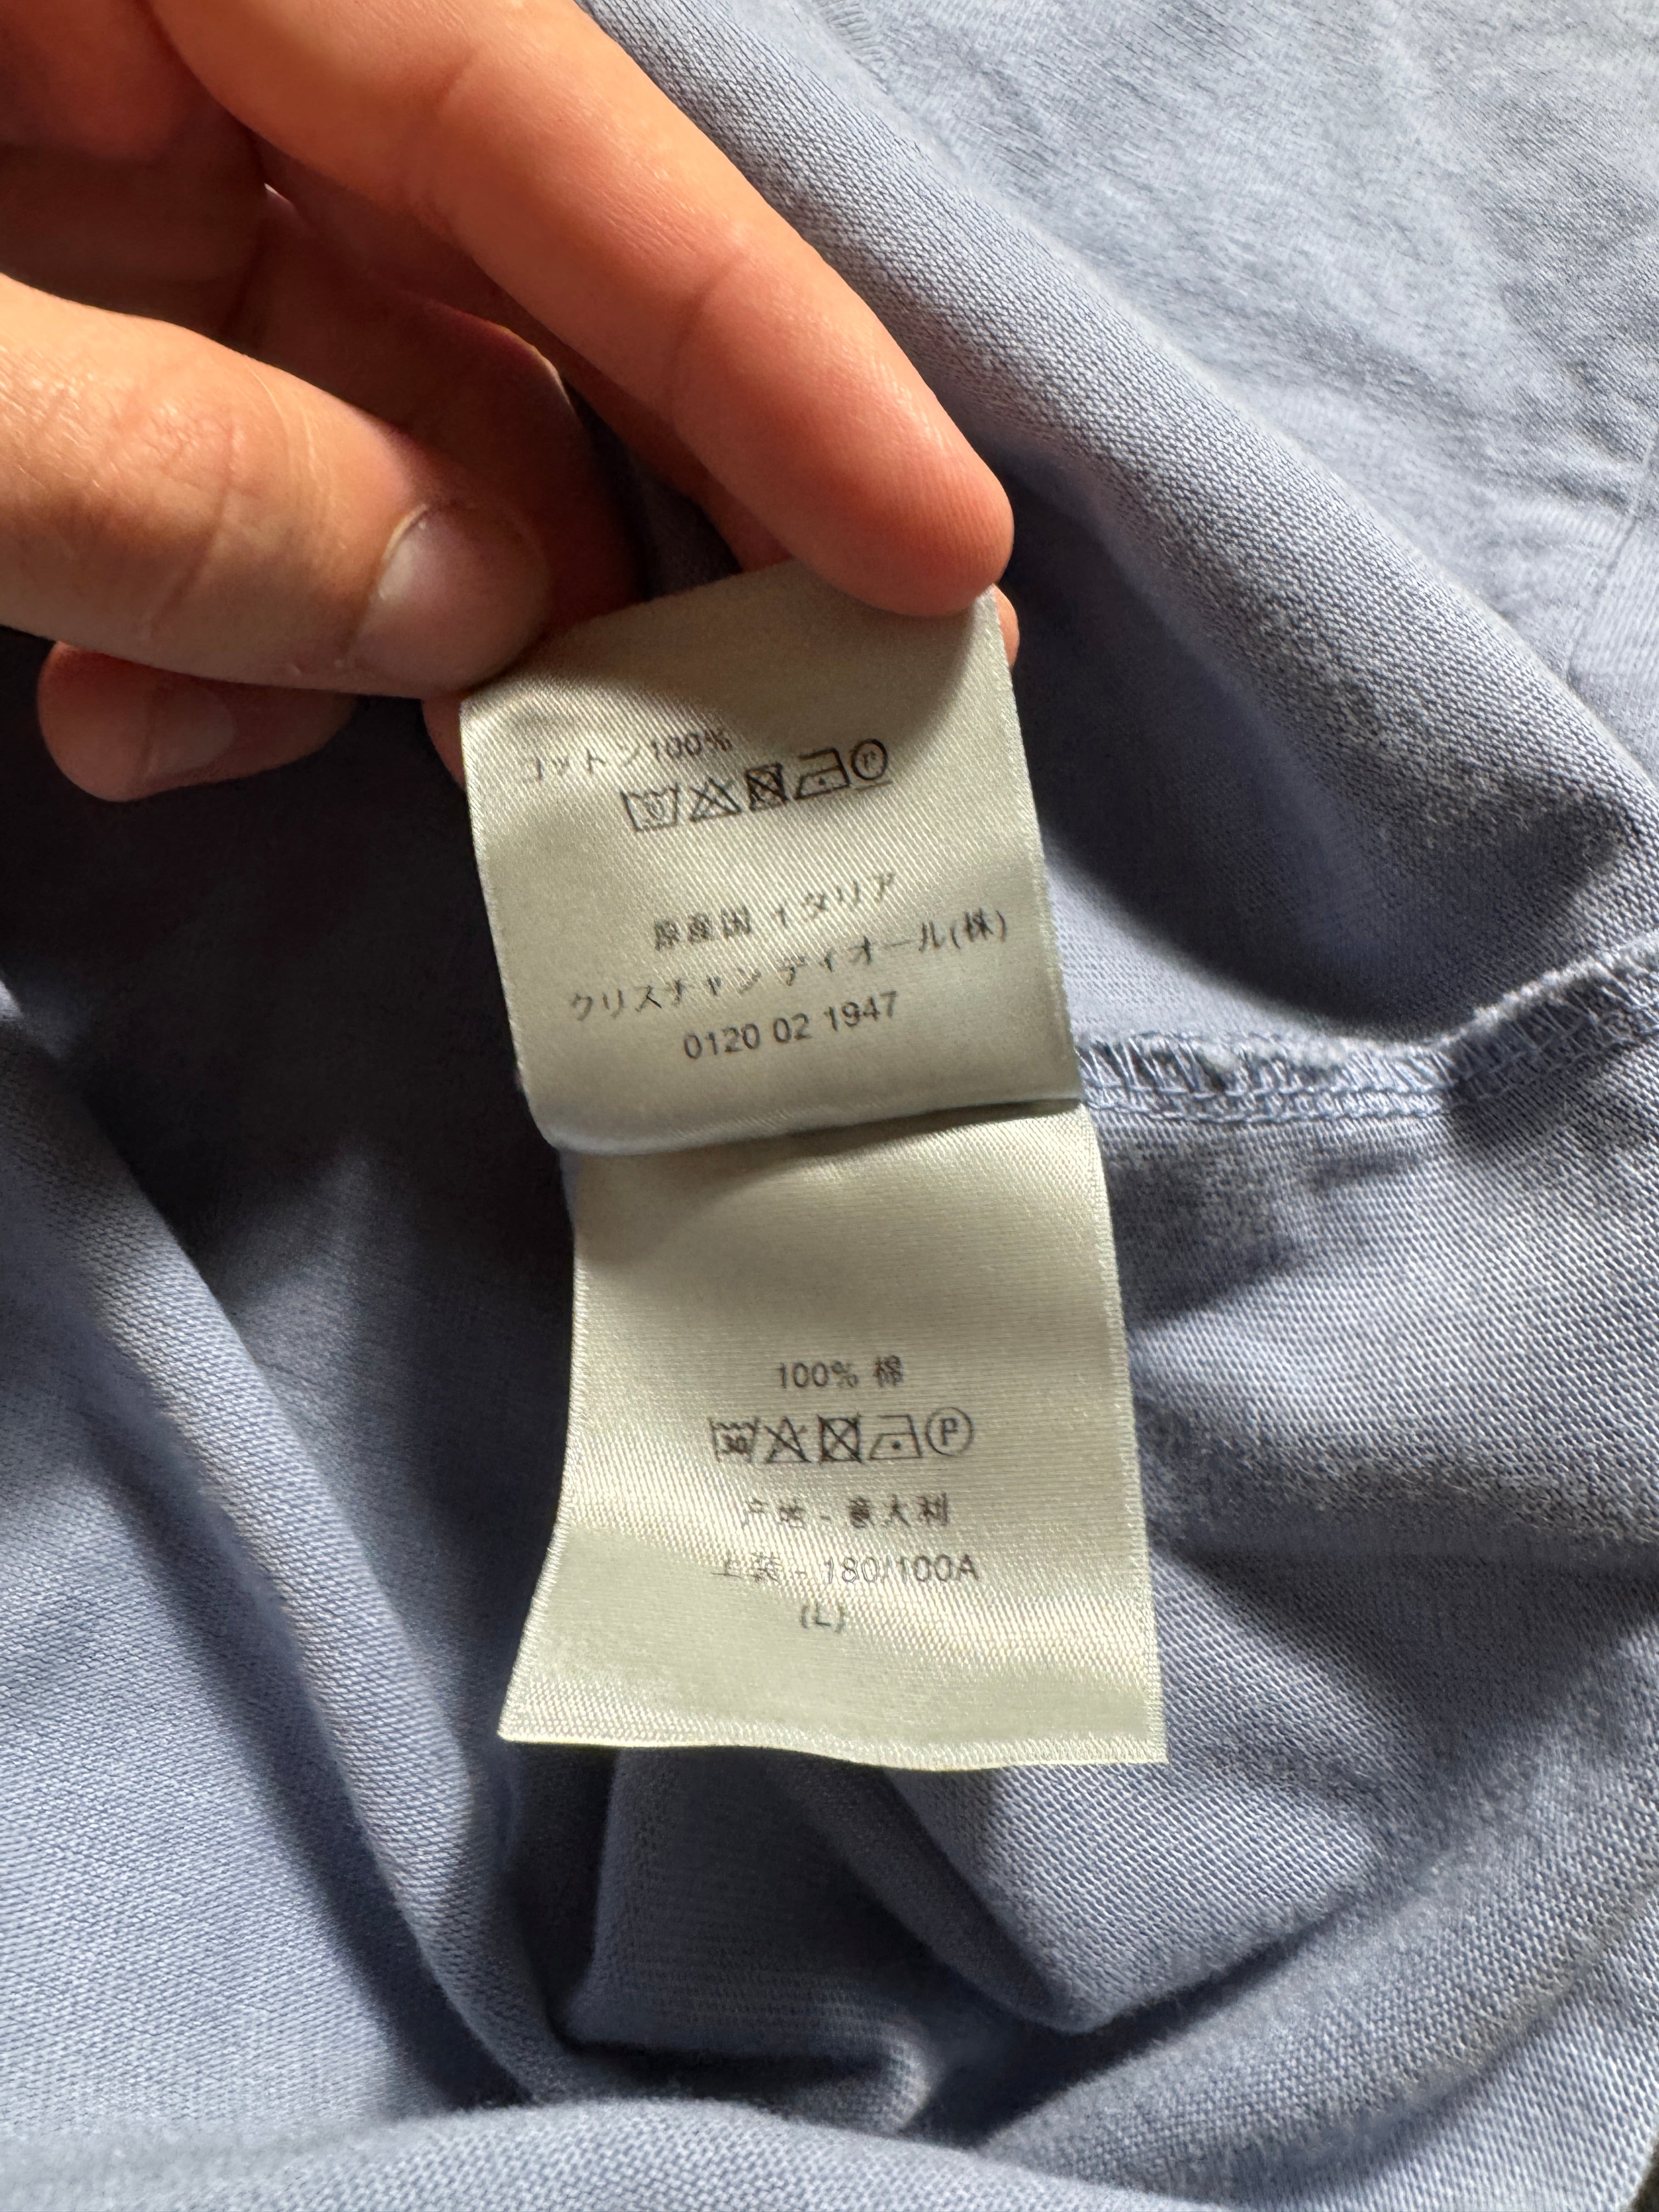 コットン100%
30 P
原産国 イタリア
クリスチャン ディオール(株)
0120 02 1947
100% 棉
30 P
产地 - 意大利
上装 - 180/100A
(L)